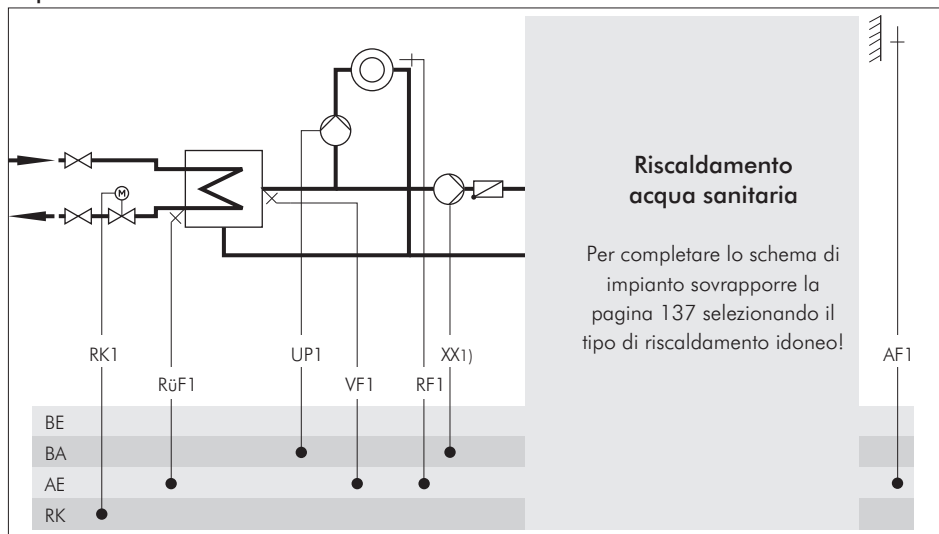 M
Riscaldamento
acqua sanitaria
Per completare lo schema di
impianto sovrapporre la
pagina 137 selezionando il
tipo di riscaldamento idoneo!
RK1
UP1
XX1)
AF1
RüF1
VF1
RF1
BE
BA
AE
RK